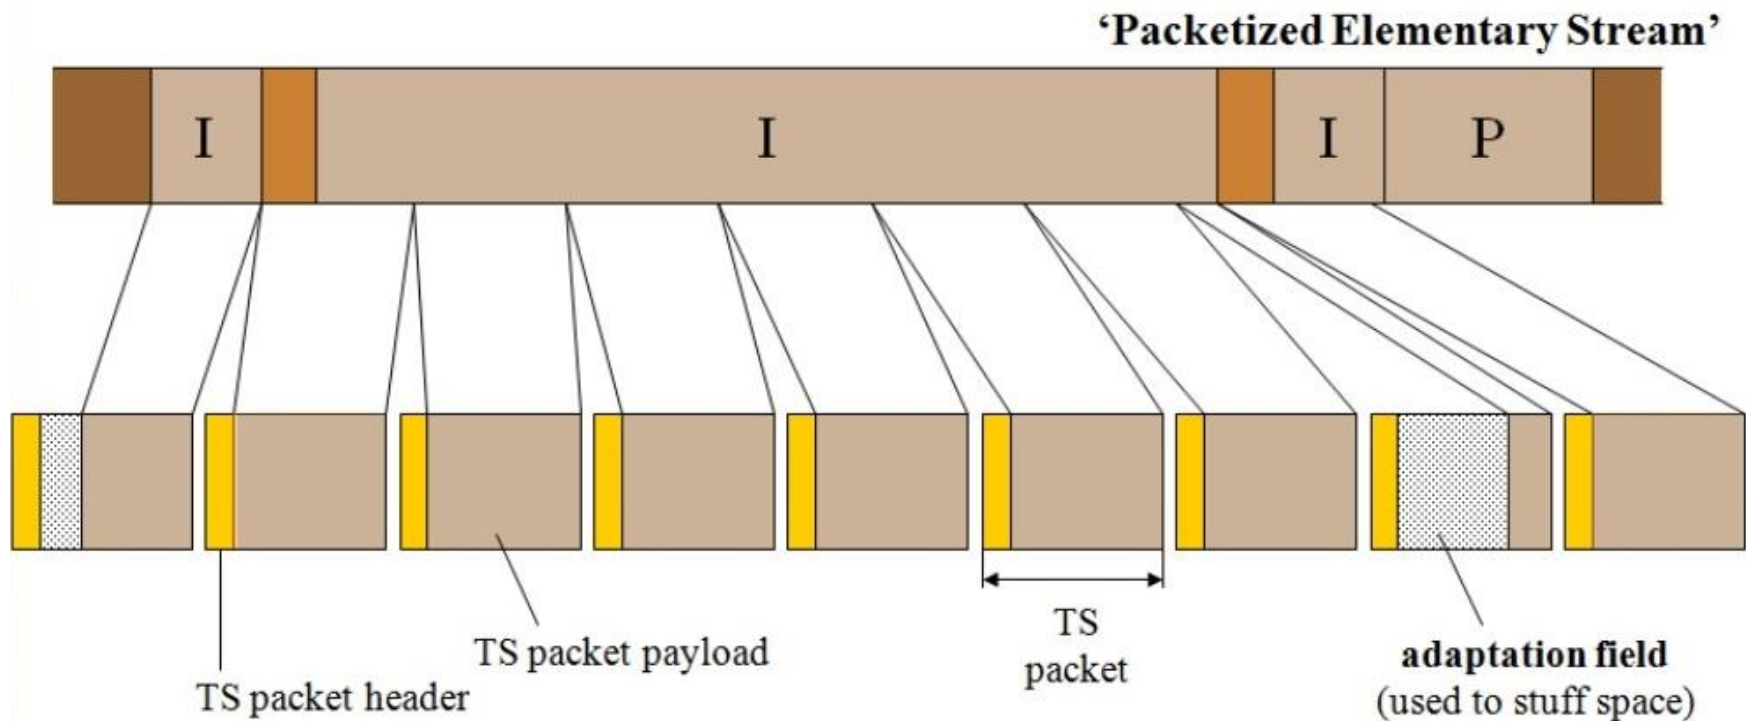 ‘Packetized Elementary Stream’
I I I P
TS packet header
TS packet payload
TS
packet
adaptation field
(used to stuff space)